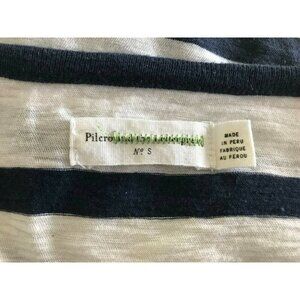 Pilcro and the Letterpress
Nº S
MADE
IN PERU
FABRIQUE
AU PEROU